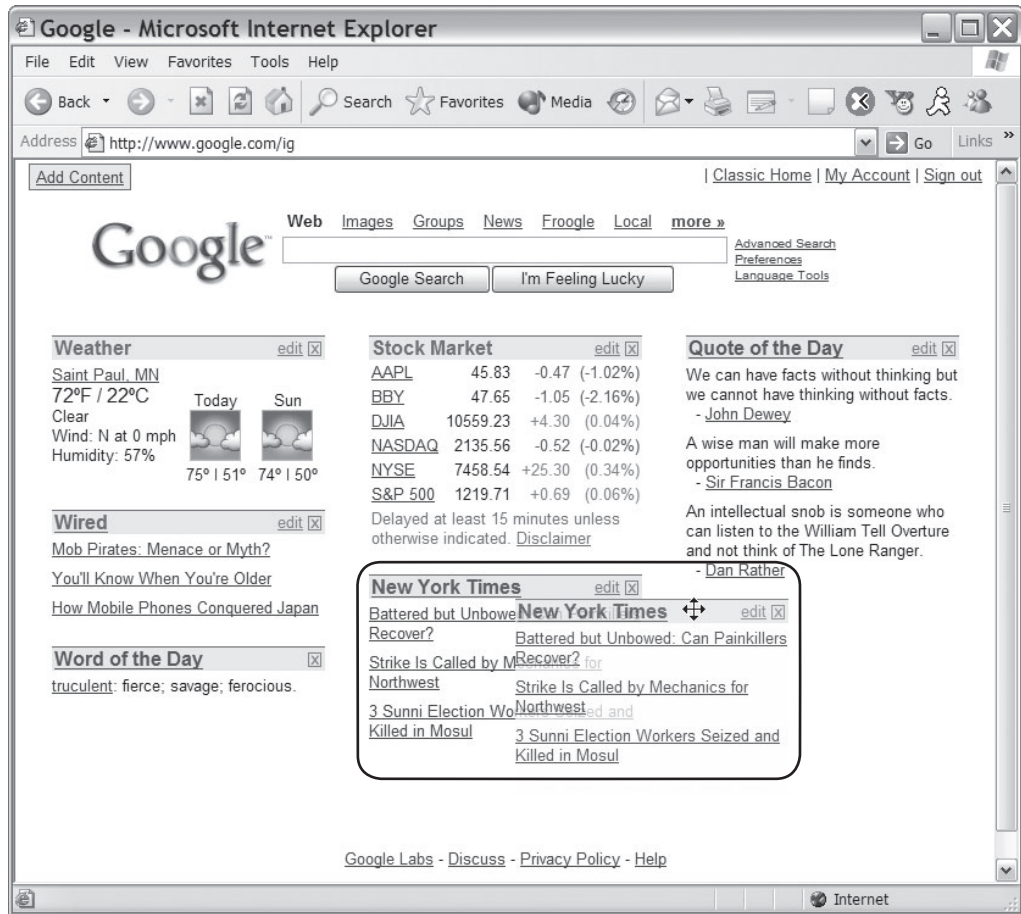 Google - Microsoft Internet Explorer
File Edit View Favorites Tools Help
Back Search Favorites Media
Address http://www.google.com/ig Go Links »
Add Content
| Classic Home | My Account | Sign out
Google™
Web Images Groups News Froogle Local more »
Advanced Search
Preferences
Language Tools
Google Search I'm Feeling Lucky
Weather edit x
Saint Paul, MN
72ºF / 22ºC
Clear
Wind: N at 0 mph
Humidity: 57%
Today Sun
75º | 51º 74º | 50º
Wired edit x
Mob Pirates: Menace or Myth?
You'll Know When You're Older
How Mobile Phones Conquered Japan
Word of the Day x
truculent: fierce; savage; ferocious.
Stock Market edit x
AAPL 45.83 -0.47 (-1.02%)
BBY 47.65 -1.05 (-2.16%)
DJIA 10559.23 +4.30 (0.04%)
NASDAQ 2135.56 -0.52 (-0.02%)
NYSE 7458.54 +25.30 (0.34%)
S&P 500 1219.71 +0.69 (0.06%)
Delayed at least 15 minutes unless
otherwise indicated. Disclaimer
New York Times edit x
Battered but Unbowe
Recover?
Strike Is Called by M for
Northwest
3 Sunni Election Wo and
Killed in Mosul
New York Times edit x
Battered but Unbowed: Can Painkillers
Recover?
Strike Is Called by Mechanics for
Northwest
3 Sunni Election Workers Seized and
Killed in Mosul
Quote of the Day edit x
We can have facts without thinking but
we cannot have thinking without facts.
- John Dewey
A wise man will make more
opportunities than he finds.
- Sir Francis Bacon
An intellectual snob is someone who
can listen to the William Tell Overture
and not think of The Lone Ranger.
- Dan Rather
Google Labs - Discuss - Privacy Policy - Help
Internet